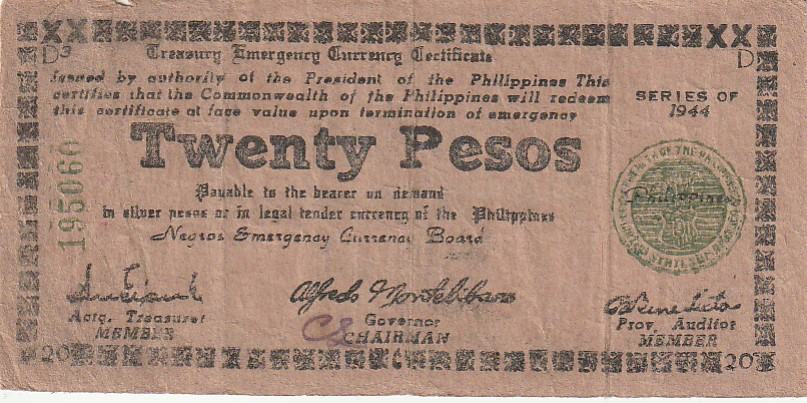 XX XX
D3 D
Treasury Emergency Currency Certificate
Issued by authority of the President of the Philippines This
certifies that the Commonwealth of the Philippines will redeem
this certificate at face value upon termination of emergency
SERIES OF
1944
Twenty Pesos
195060
Payable to the bearer on demand
in silver pesos or in legal tender currency of the Philippines
Negros Emergency Currency Board
Philippines
Alfredo Montelibano
Actg. Treasurer
MEMBER
Governor
CHAIRMAN
Prov. Auditor
MEMBER
20 20